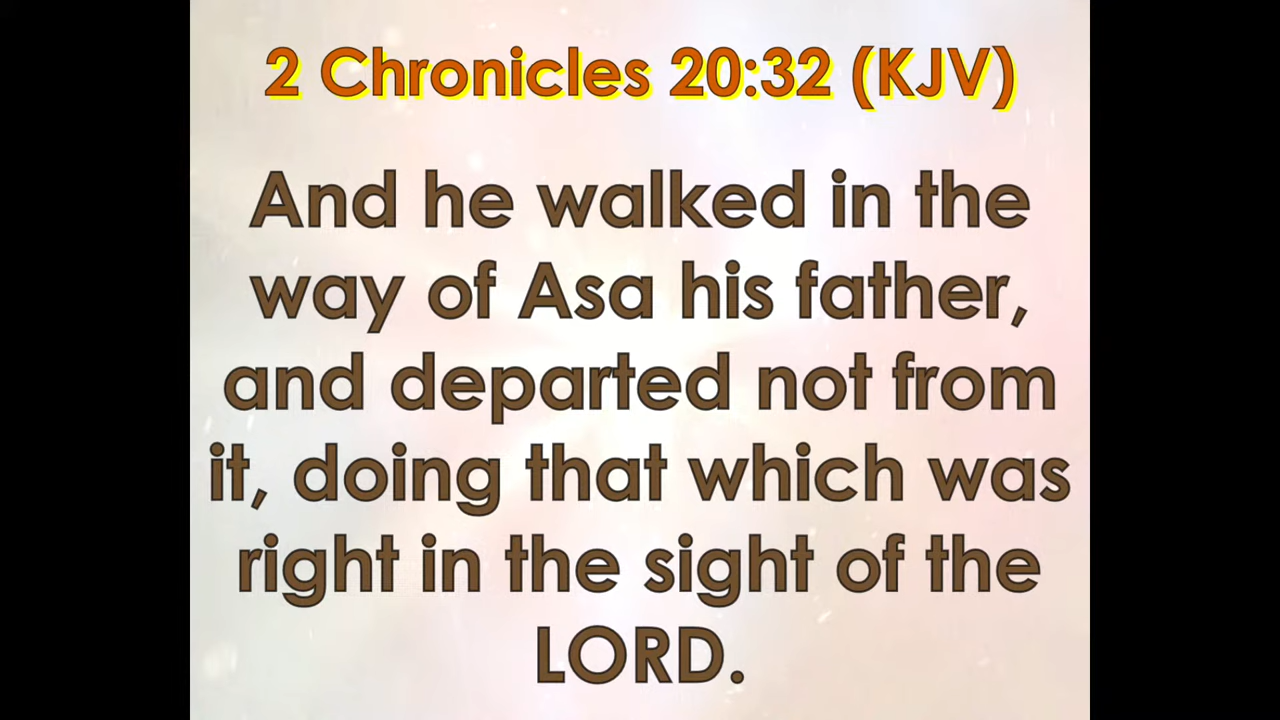 2 Chronicles 20:32 (KJV)
And he walked in the
way of Asa his father,
and departed not from
it, doing that which was
right in the sight of the
LORD.